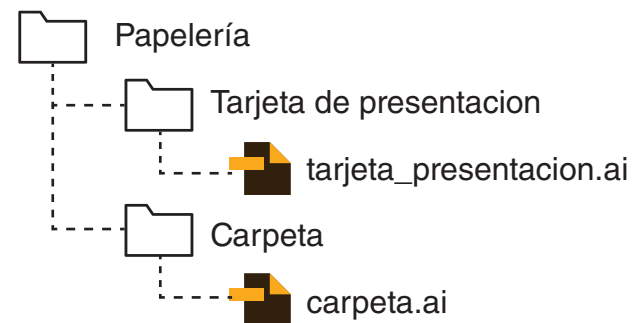 Papelería
Tarjeta de presentacion
tarjeta_presentacion.ai
Carpeta
carpeta.ai